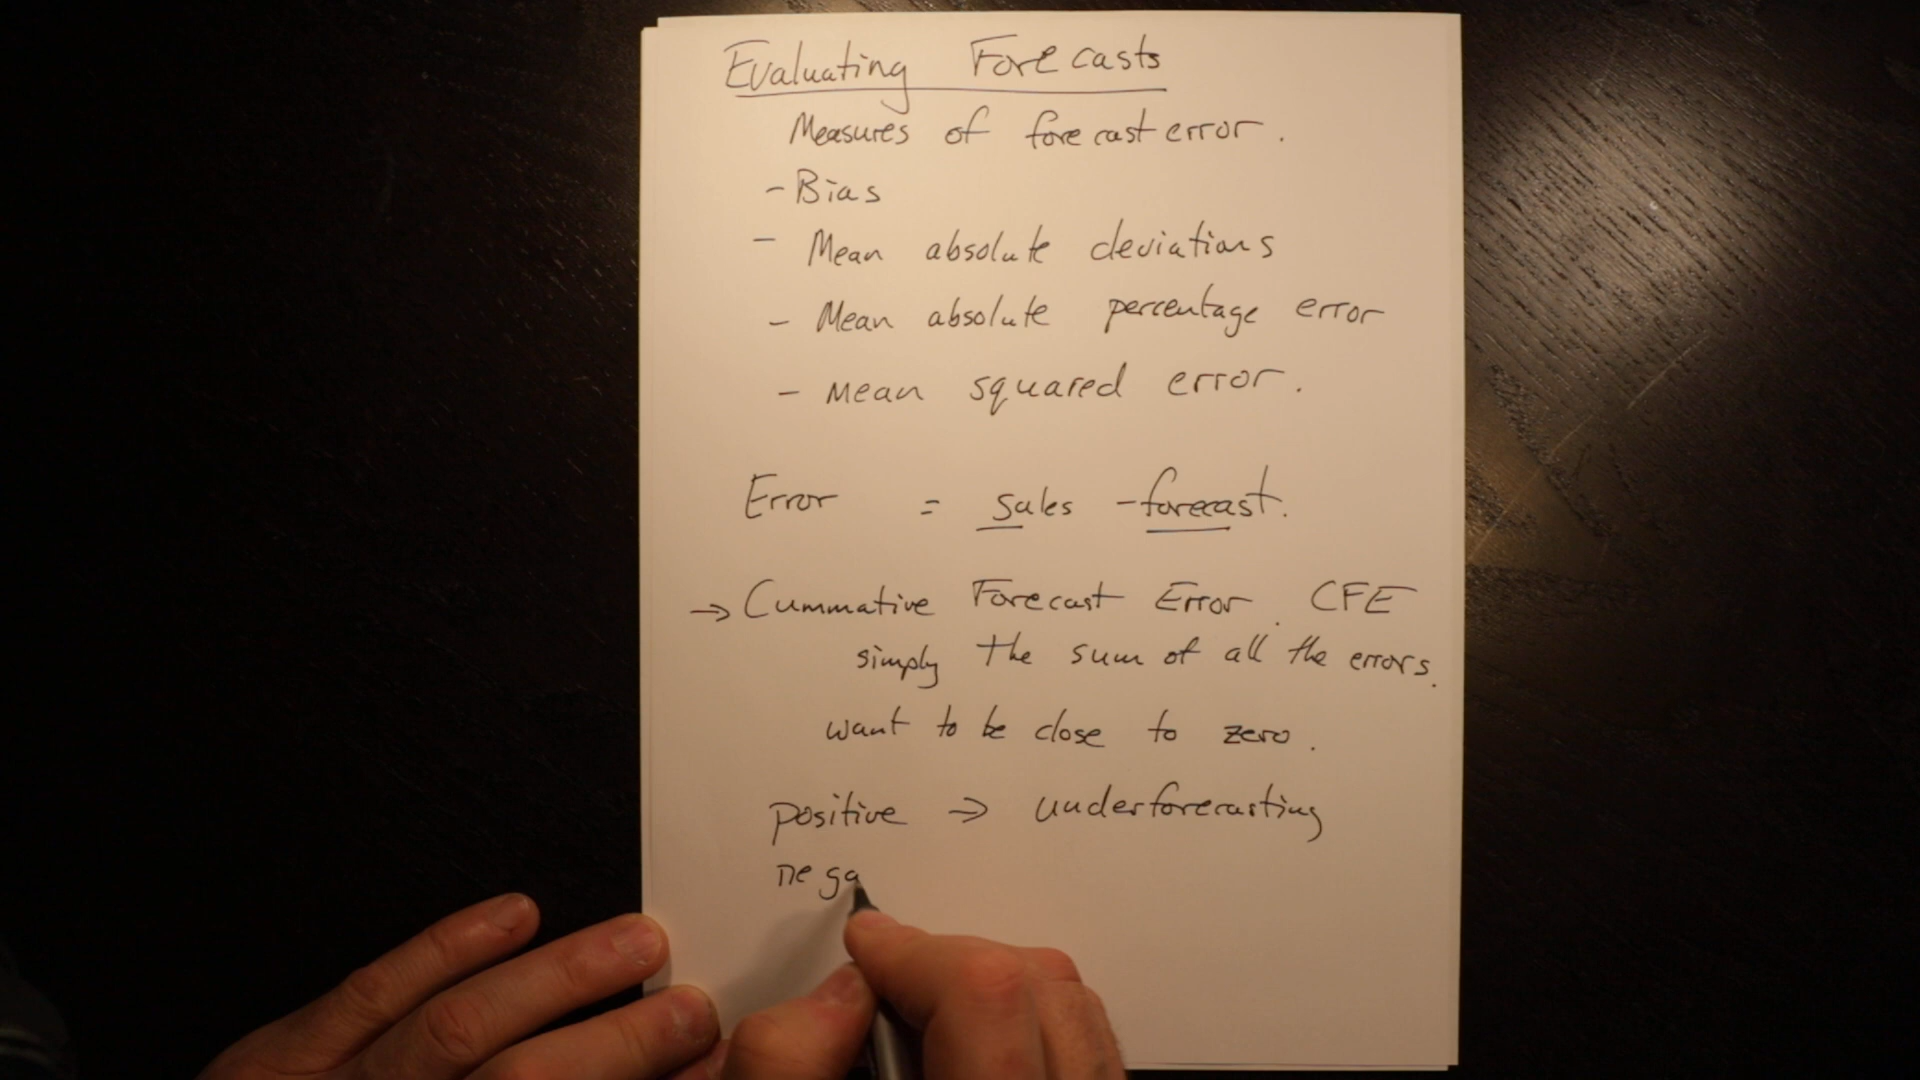 Evaluating Forecasts
Measures of forecast error.
- Bias
- Mean absolute deviations
- Mean absolute percentage error
- Mean squared error.
Error = sales - forecast.
→ Cummative Forecast Error. CFE
simply the sum of all the errors.
want to be close to zero.
positive → underforecasting
nega